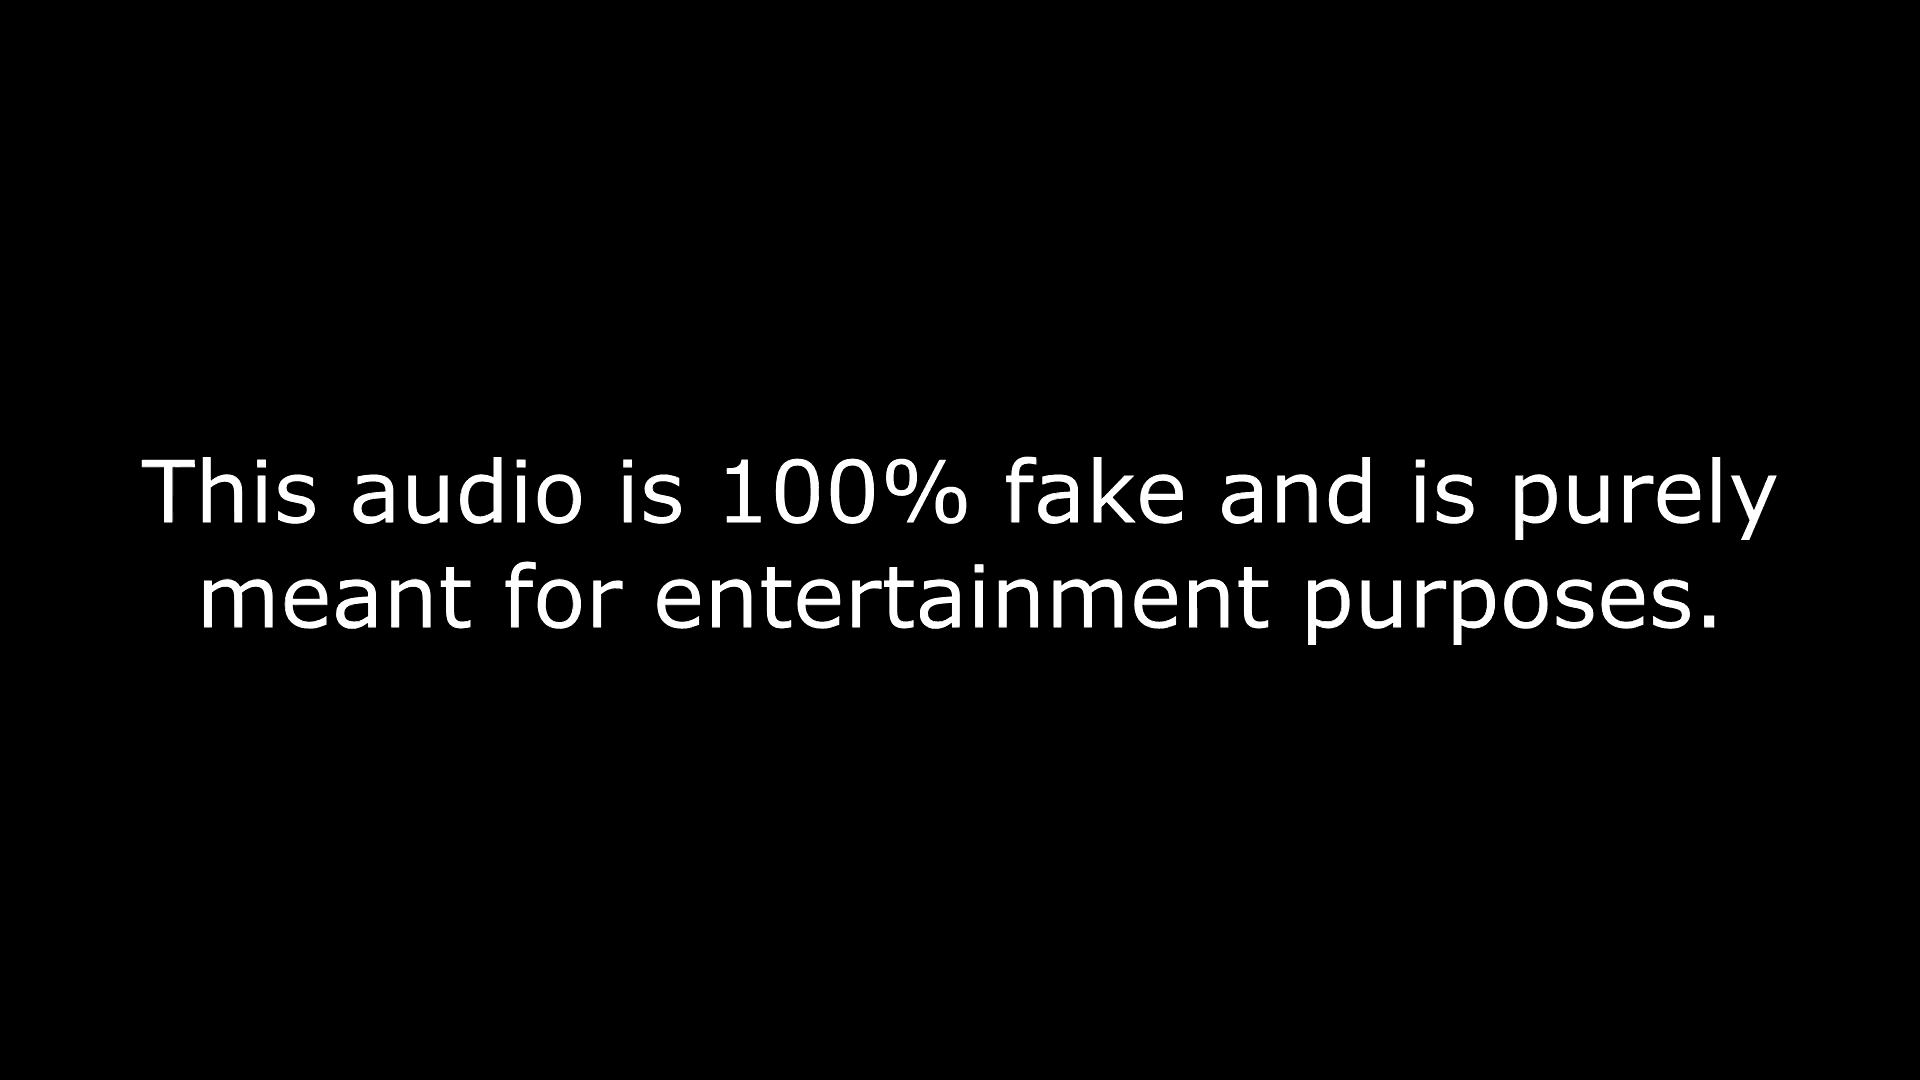 This audio is 100% fake and is purely
meant for entertainment purposes.